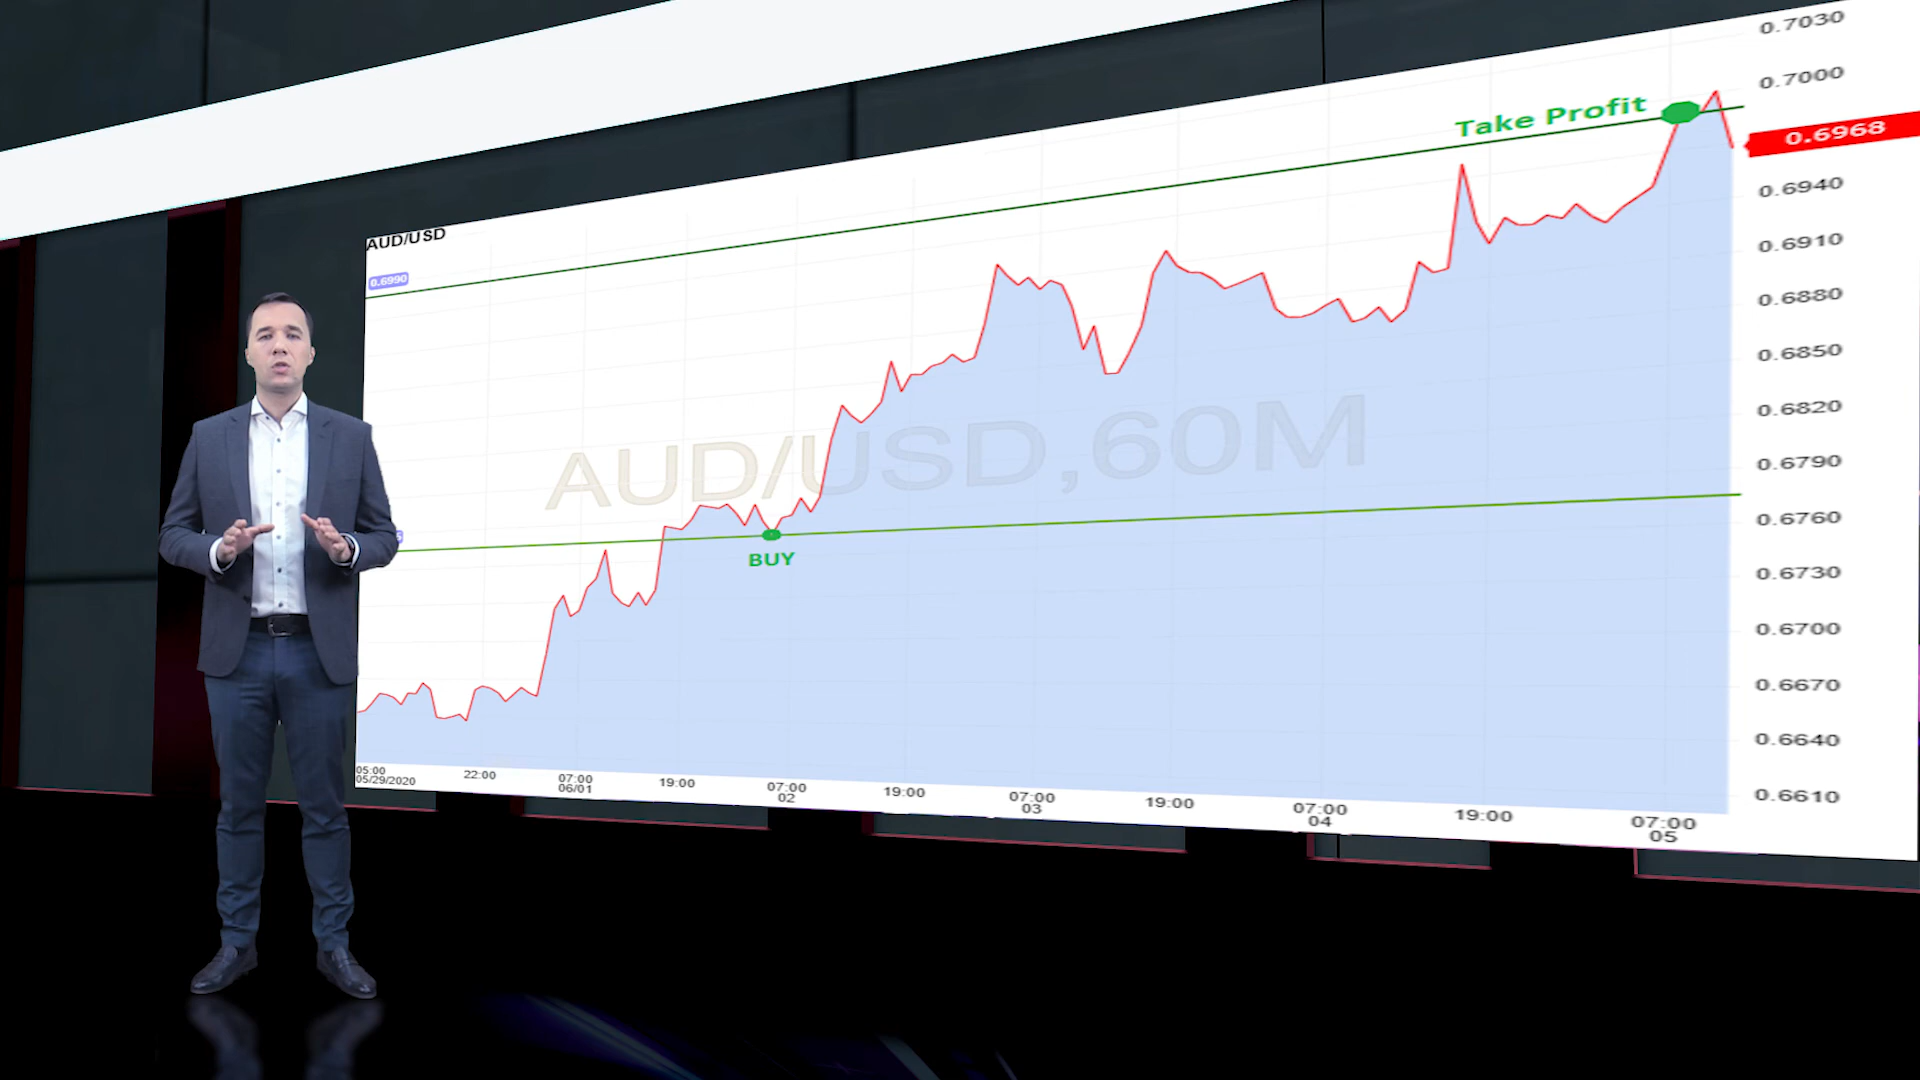 AUD/USD
0.6990
AUD/USD,60M
Take Profit
BUY
0.7030
0.7000
0.6968
0.6940
0.6910
0.6880
0.6850
0.6820
0.6790
0.6760
0.6730
0.6700
0.6670
0.6640
0.6610
05:00 22:00 07:00 19:00 07:00 19:00 07:00 19:00 07:00 19:00 07:00
05/29/2020 06/01 02 03 04 05